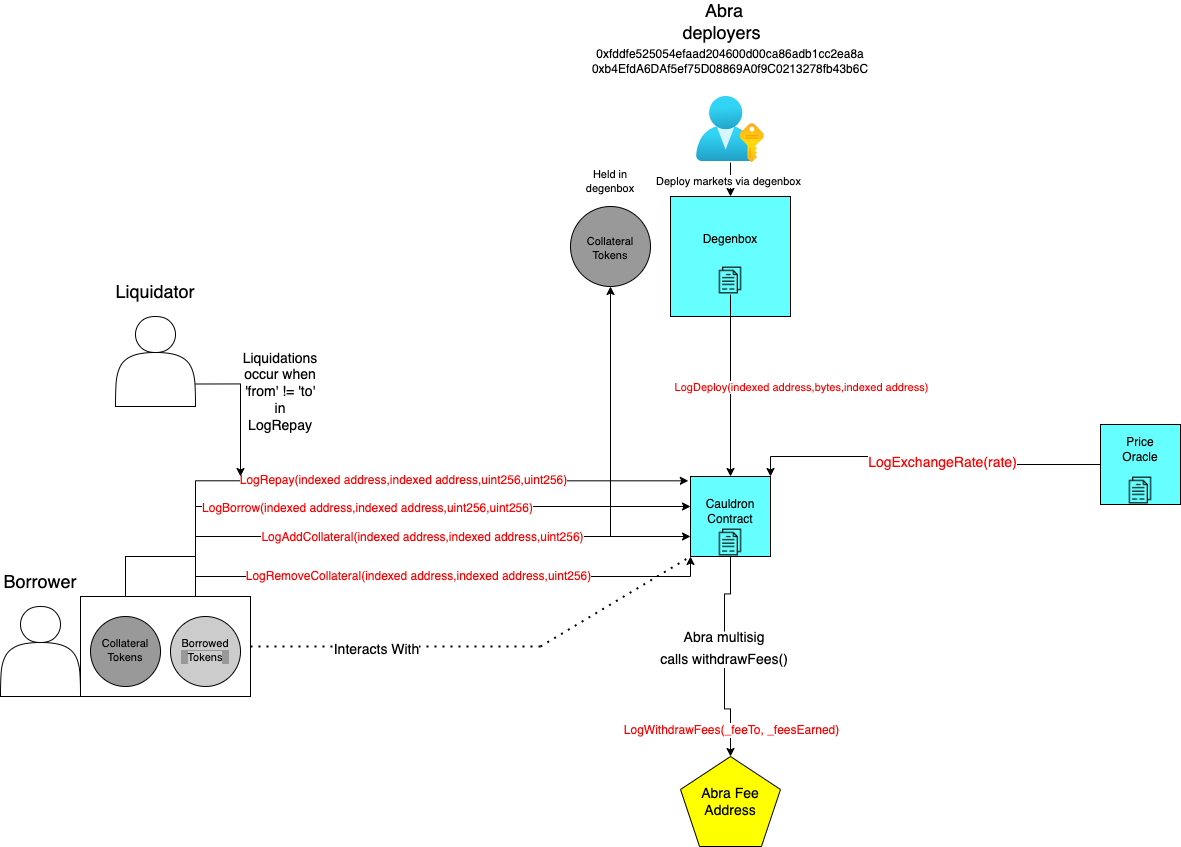 Abra
deployers
0xfddfe525054efaad204600d00ca86adb1cc2ea8a
0xb4EfdA6DAf5ef75D08869A0f9C0213278fb43b6C
Held in
degenbox
Deploy markets via degenbox
Collateral
Tokens
Degenbox
Liquidator
Liquidations
occur when
'from' != 'to'
in
LogRepay
LogDeploy(indexed address,bytes,indexed address)
Price
Oracle
LogExchangeRate(rate)
LogRepay(indexed address,indexed address,uint256,uint256)
LogBorrow(indexed address,indexed address,uint256,uint256)
LogAddCollateral(indexed address,indexed address,uint256)
LogRemoveCollateral(indexed address,indexed address,uint256)
Cauldron
Contract
Borrower
Collateral
Tokens
Borrowed
Tokens
Interacts With
Abra multisig
calls withdrawFees()
LogWithdrawFees(_feeTo, _feesEarned)
Abra Fee
Address